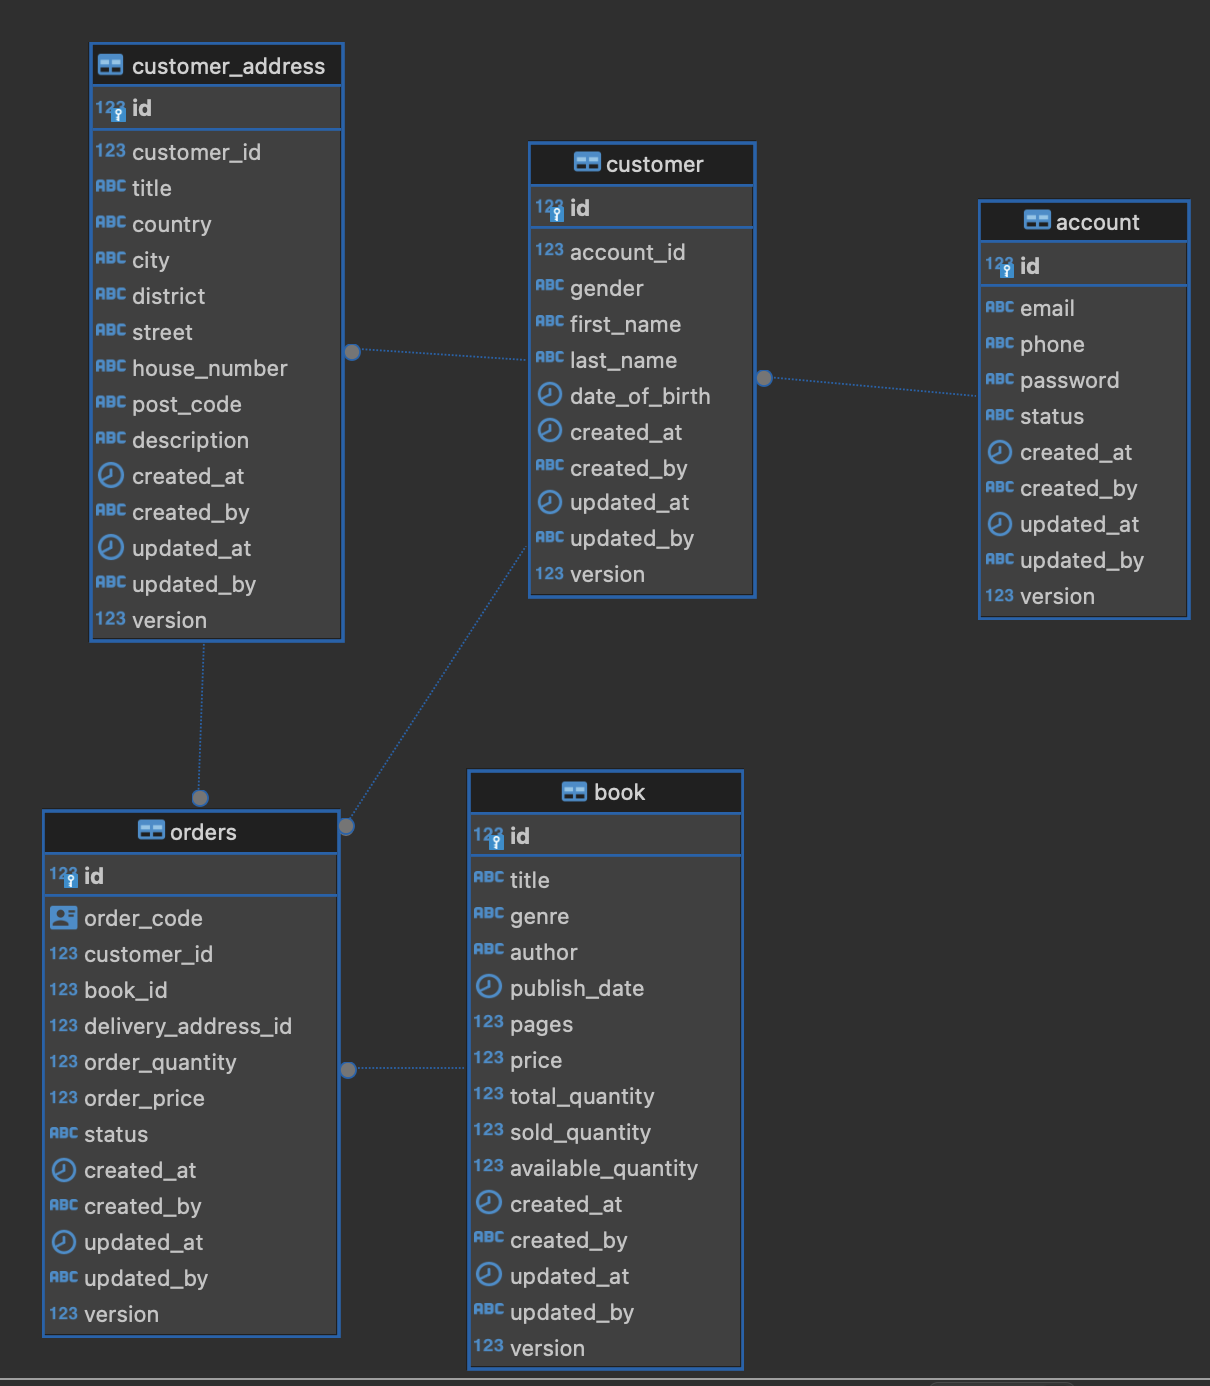 customer_address
123 id
123 customer_id
ABC title
ABC country
ABC city
ABC district
ABC street
ABC house_number
ABC post_code
ABC description
created_at
ABC created_by
updated_at
ABC updated_by
123 version
customer
123 id
123 account_id
ABC gender
ABC first_name
ABC last_name
date_of_birth
created_at
ABC created_by
updated_at
ABC updated_by
123 version
account
123 id
ABC email
ABC phone
ABC password
ABC status
created_at
ABC created_by
updated_at
ABC updated_by
123 version
orders
123 id
order_code
123 customer_id
123 book_id
123 delivery_address_id
123 order_quantity
123 order_price
ABC status
created_at
ABC created_by
updated_at
ABC updated_by
123 version
book
123 id
ABC title
ABC genre
ABC author
publish_date
123 pages
123 price
123 total_quantity
123 sold_quantity
123 available_quantity
created_at
ABC created_by
updated_at
ABC updated_by
123 version